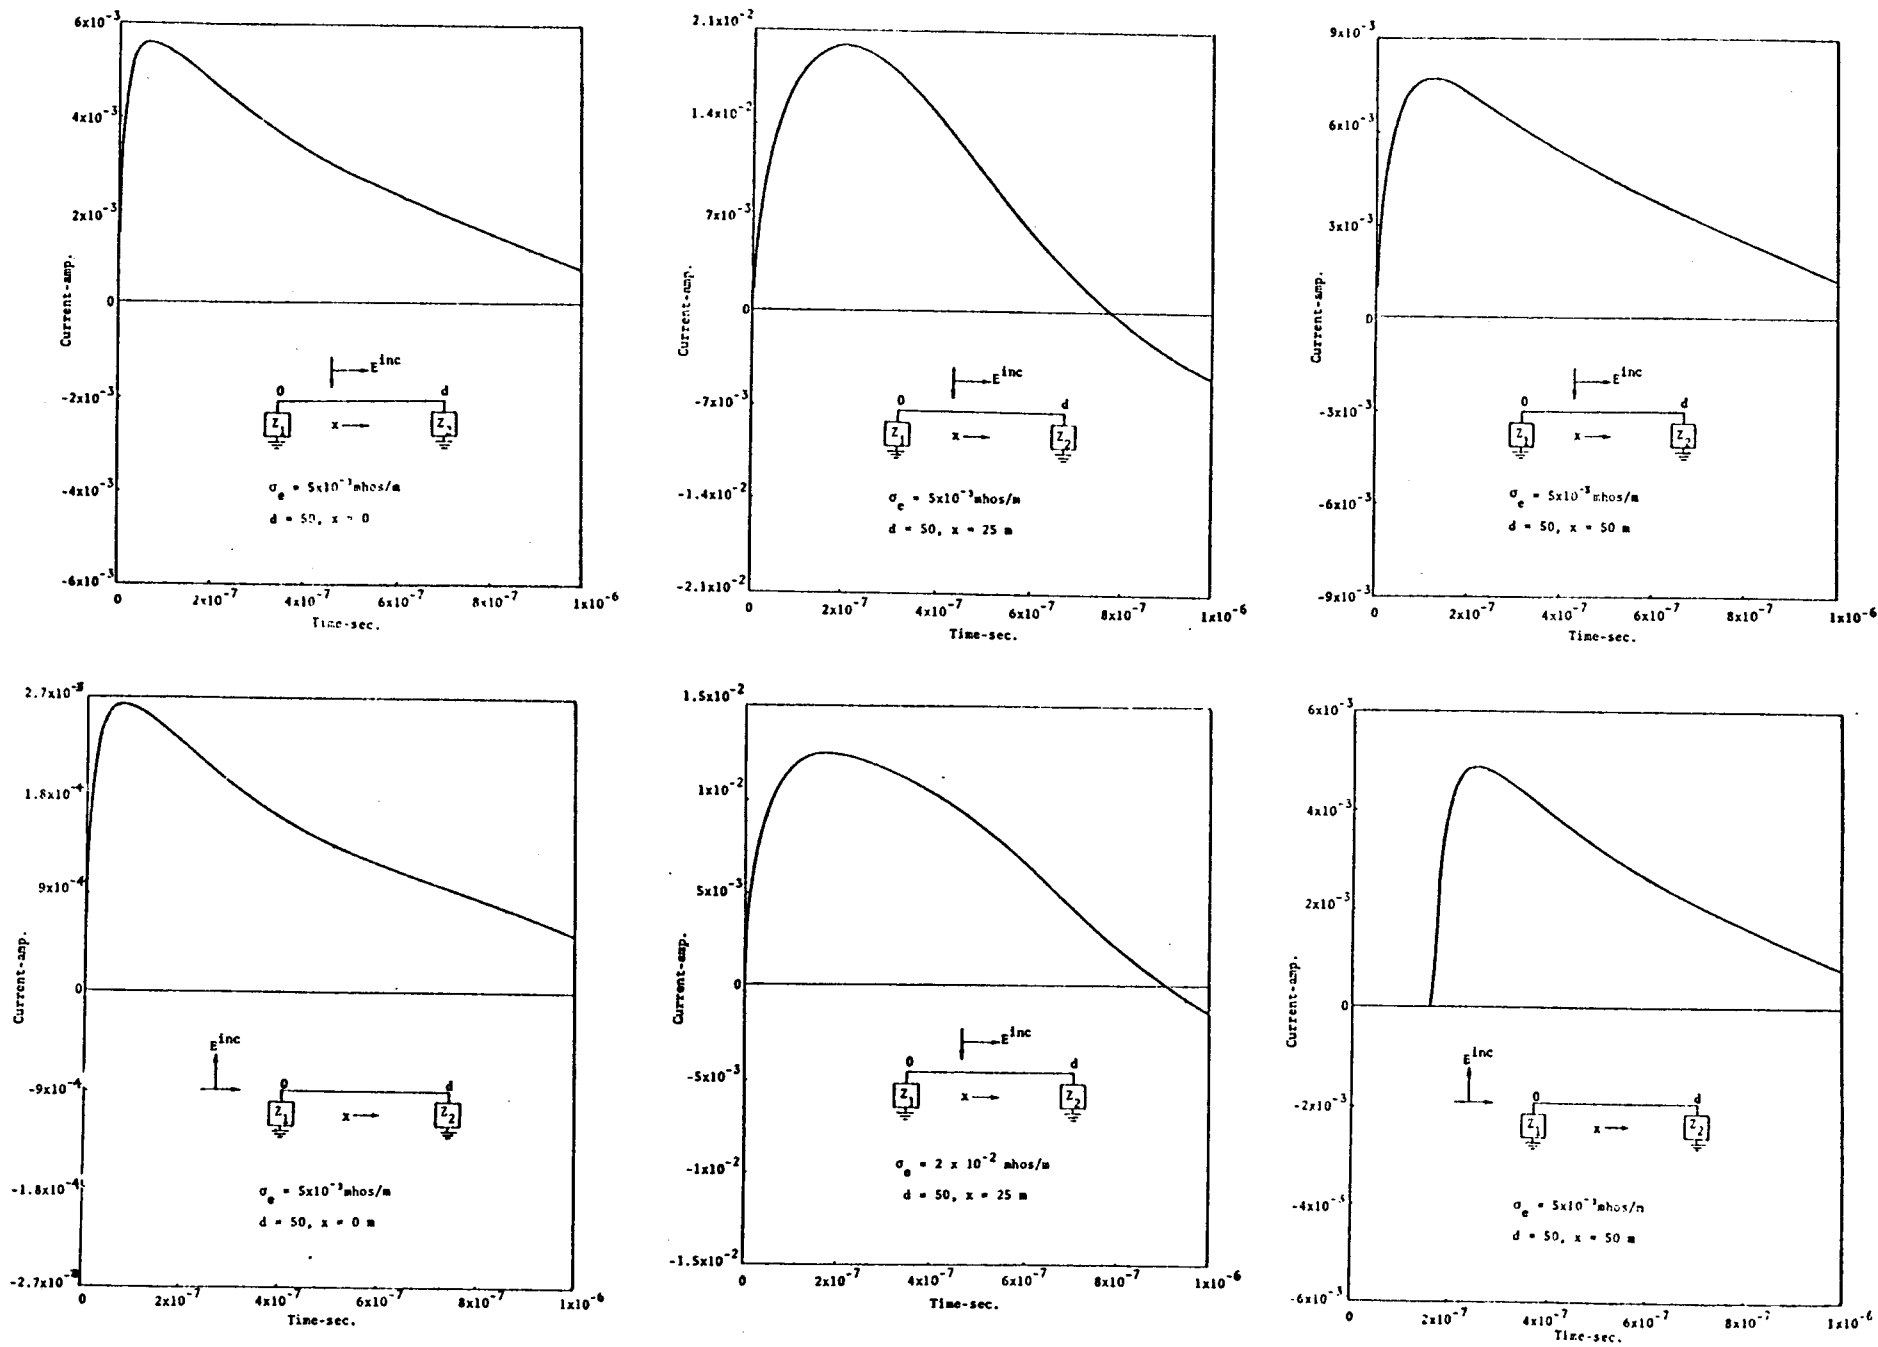 6x10⁻³
4x10⁻³
2x10⁻³
0
-2x10⁻³
-4x10⁻³
-6x10⁻³
Current-amp.
E^inc
0 d
Z₁ Z₂
x
σₑ = 5x10⁻³mhos/m
d = 50, x = 0
0 2x10⁻⁷ 4x10⁻⁷ 6x10⁻⁷ 8x10⁻⁷ 1x10⁻⁶
Time-sec.
2.1x10⁻²
1.4x10⁻²
7x10⁻³
0
-7x10⁻³
-1.4x10⁻²
-2.1x10⁻²
Current-amp.
E^inc
0 d
Z₁ Z₂
x
σₑ = 5x10⁻³mhos/m
d = 50, x = 25 m
0 2x10⁻⁷ 4x10⁻⁷ 6x10⁻⁷ 8x10⁻⁷ 1x10⁻⁶
Time-sec.
9x10⁻³
6x10⁻³
3x10⁻³
0
-3x10⁻³
-6x10⁻³
-9x10⁻³
Current-amp.
E^inc
0 d
Z₁ Z₂
x
σₑ = 5x10⁻³mhos/m
d = 50, x = 50 m
0 2x10⁻⁷ 4x10⁻⁷ 6x10⁻⁷ 8x10⁻⁷ 1x10⁻⁶
Time-sec.
1.8x10⁻⁴
9x10⁻⁴
0
-9x10⁻⁴
-1.8x10⁻⁴
Current-amp.
E^inc
0 d
Z₁ Z₂
x
σₑ = 5x10⁻³mhos/m
d = 50, x = 0 m
0 2x10⁻⁷ 4x10⁻⁷ 6x10⁻⁷ 8x10⁻⁷ 1x10⁻⁶
Time-sec.
1.5x10⁻²
1x10⁻²
5x10⁻³
0
-5x10⁻³
-1x10⁻²
-1.5x10⁻²
Current-amp.
E^inc
0 d
Z₁ Z₂
x
σₑ = 2 x 10⁻² mhos/m
d = 50, x = 25 m
0 2x10⁻⁷ 4x10⁻⁷ 6x10⁻⁷ 8x10⁻⁷ 1x10⁻⁶
Time-sec.
6x10⁻³
4x10⁻³
2x10⁻³
0
-2x10⁻³
-4x10⁻³
-6x10⁻³
Current-amp.
E^inc
0 d
Z₁ Z₂
x
σₑ = 5x10⁻³mhos/m
d = 50, x = 50 m
0 2x10⁻⁷ 4x10⁻⁷ 6x10⁻⁷ 8x10⁻⁷ 1x10⁻⁶
Time-sec.